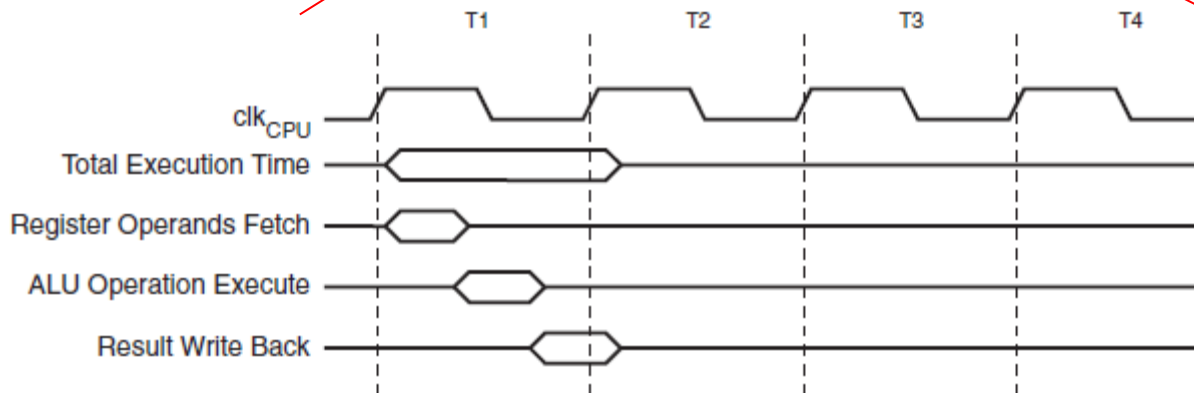 T1 T2 T3 T4
clkCPU
Total Execution Time
Register Operands Fetch
ALU Operation Execute
Result Write Back